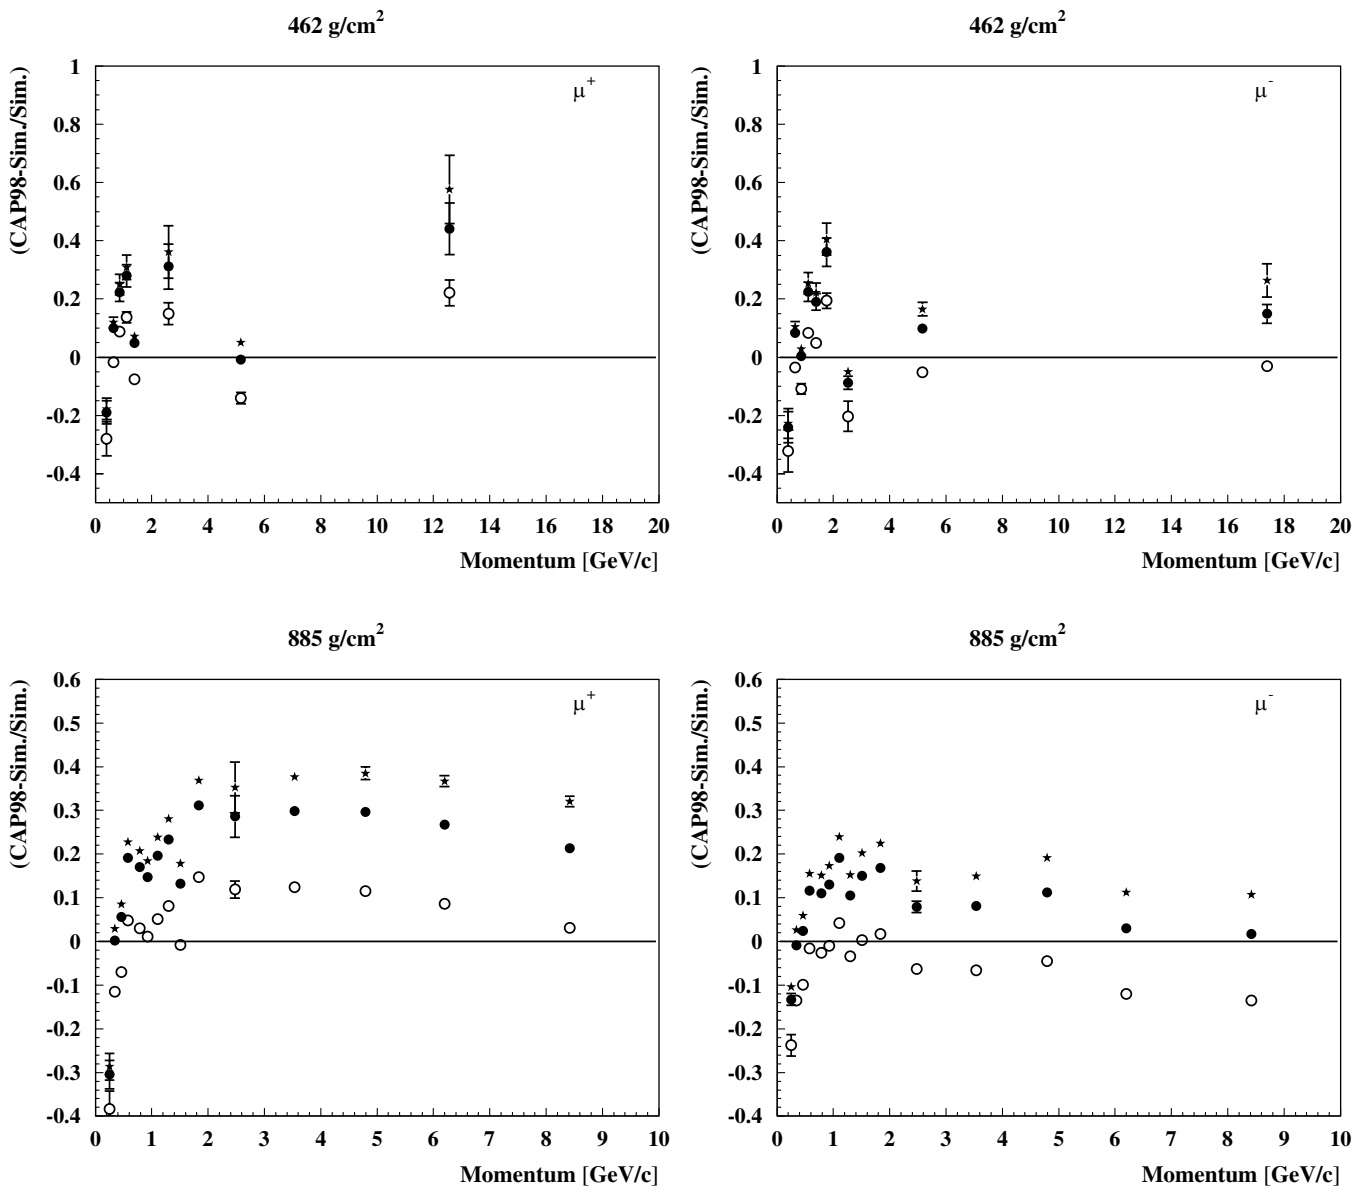 462 g/cm²
(CAP98-Sim./Sim.)
μ⁺
1
0.8
0.6
0.4
0.2
0
-0.2
-0.4
0 2 4 6 8 10 12 14 16 18 20
Momentum [GeV/c]
462 g/cm²
(CAP98-Sim./Sim.)
μ⁻
1
0.8
0.6
0.4
0.2
0
-0.2
-0.4
0 2 4 6 8 10 12 14 16 18 20
Momentum [GeV/c]
885 g/cm²
(CAP98-Sim./Sim.)
μ⁺
0.6
0.5
0.4
0.3
0.2
0.1
0
-0.1
-0.2
-0.3
-0.4
0 1 2 3 4 5 6 7 8 9 10
Momentum [GeV/c]
885 g/cm²
(CAP98-Sim./Sim.)
μ⁻
0.6
0.5
0.4
0.3
0.2
0.1
0
-0.1
-0.2
-0.3
-0.4
0 1 2 3 4 5 6 7 8 9 10
Momentum [GeV/c]